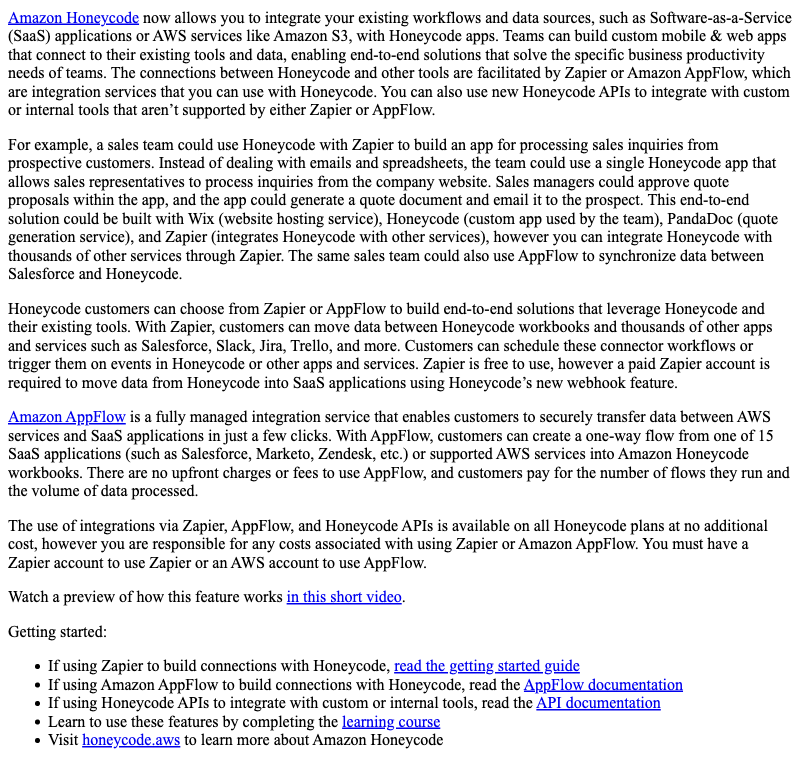 Amazon Honeycode now allows you to integrate your existing workflows and data sources, such as Software-as-a-Service
(SaaS) applications or AWS services like Amazon S3, with Honeycode apps. Teams can build custom mobile & web apps
that connect to their existing tools and data, enabling end-to-end solutions that solve the specific business productivity
needs of teams. The connections between Honeycode and other tools are facilitated by Zapier or Amazon AppFlow, which
are integration services that you can use with Honeycode. You can also use new Honeycode APIs to integrate with custom
or internal tools that aren’t supported by either Zapier or AppFlow.
For example, a sales team could use Honeycode with Zapier to build an app for processing sales inquiries from
prospective customers. Instead of dealing with emails and spreadsheets, the team could use a single Honeycode app that
allows sales representatives to process inquiries from the company website. Sales managers could approve quote
proposals within the app, and the app could generate a quote document and email it to the prospect. This end-to-end
solution could be built with Wix (website hosting service), Honeycode (custom app used by the team), PandaDoc (quote
generation service), and Zapier (integrates Honeycode with other services), however you can integrate Honeycode with
thousands of other services through Zapier. The same sales team could also use AppFlow to synchronize data between
Salesforce and Honeycode.
Honeycode customers can choose from Zapier or AppFlow to build end-to-end solutions that leverage Honeycode and
their existing tools. With Zapier, customers can move data between Honeycode workbooks and thousands of other apps
and services such as Salesforce, Slack, Jira, Trello, and more. Customers can schedule these connector workflows or
trigger them on events in Honeycode or other apps and services. Zapier is free to use, however a paid Zapier account is
required to move data from Honeycode into SaaS applications using Honeycode’s new webhook feature.
Amazon AppFlow is a fully managed integration service that enables customers to securely transfer data between AWS
services and SaaS applications in just a few clicks. With AppFlow, customers can create a one-way flow from one of 15
SaaS applications (such as Salesforce, Marketo, Zendesk, etc.) or supported AWS services into Amazon Honeycode
workbooks. There are no upfront charges or fees to use AppFlow, and customers pay for the number of flows they run and
the volume of data processed.
The use of integrations via Zapier, AppFlow, and Honeycode APIs is available on all Honeycode plans at no additional
cost, however you are responsible for any costs associated with using Zapier or Amazon AppFlow. You must have a
Zapier account to use Zapier or an AWS account to use AppFlow.
Watch a preview of how this feature works in this short video.
Getting started:
• If using Zapier to build connections with Honeycode, read the getting started guide
• If using Amazon AppFlow to build connections with Honeycode, read the AppFlow documentation
• If using Honeycode APIs to integrate with custom or internal tools, read the API documentation
• Learn to use these features by completing the learning course
• Visit honeycode.aws to learn more about Amazon Honeycode